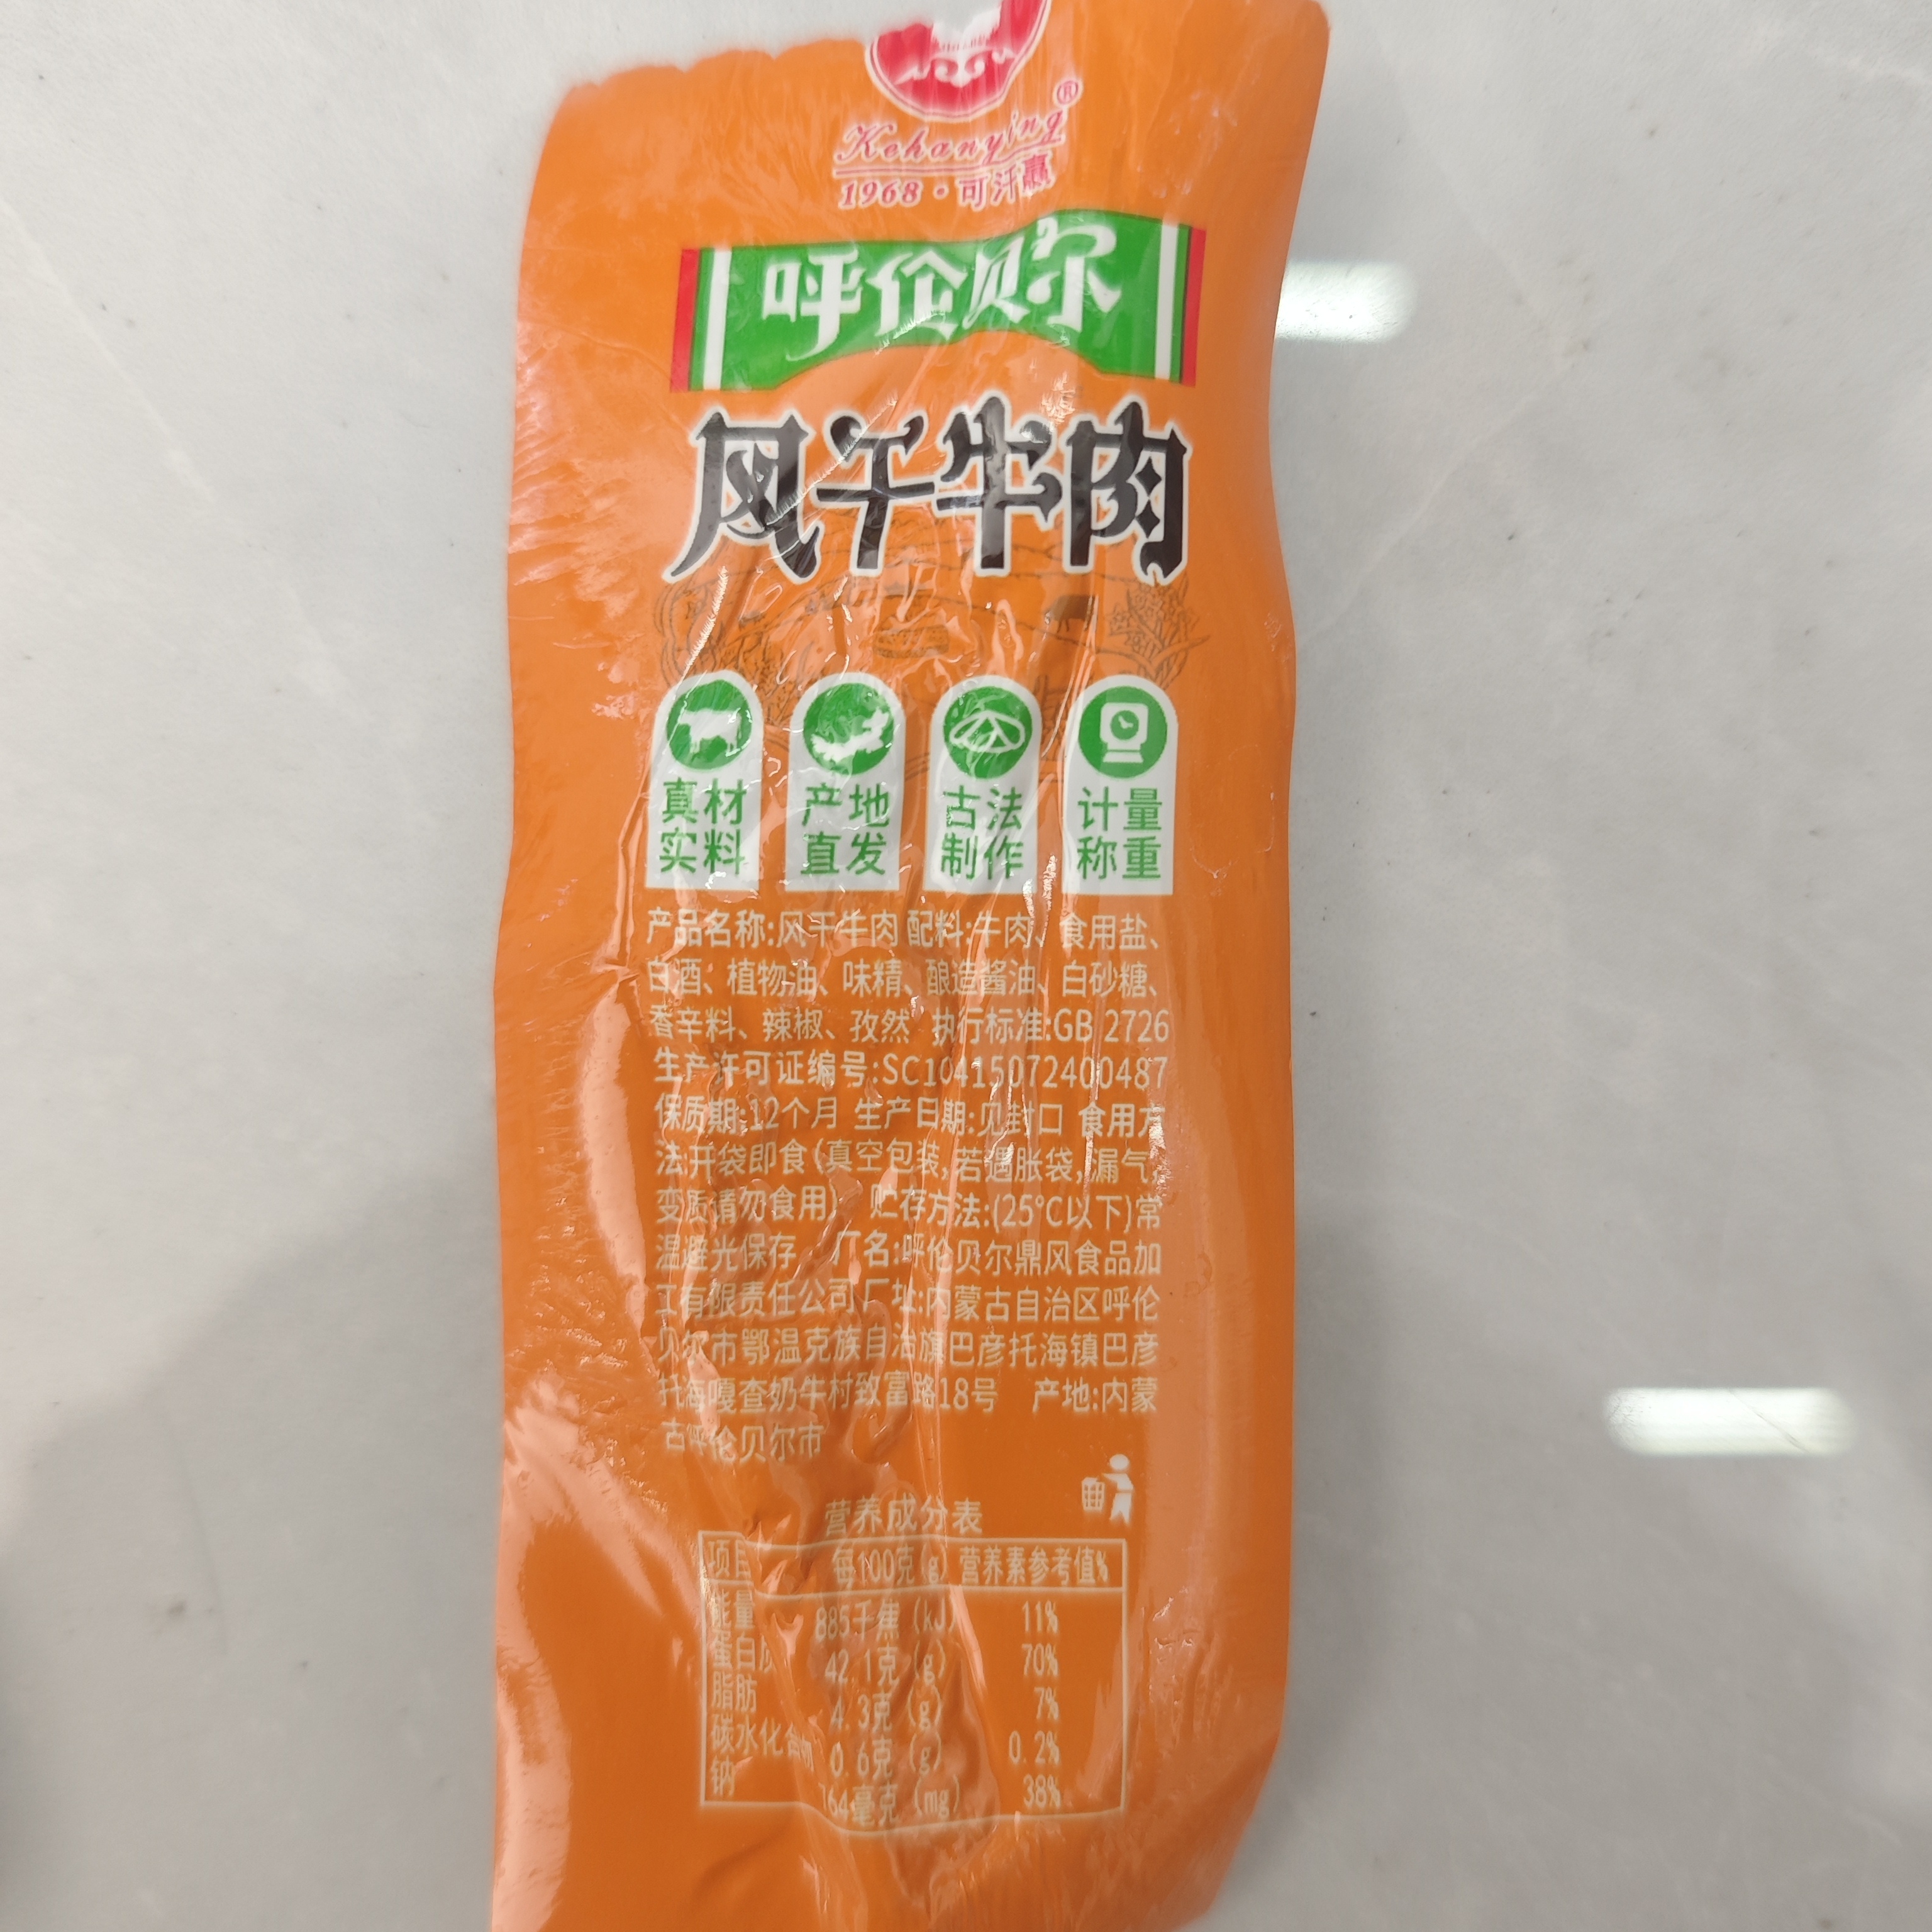 Kehanying®
1968·可汗赢
呼伦贝尔
风干牛肉
真材 产地 古法 计量
实料 直发 制作 称重
产品名称:风干牛肉 配料:牛肉、食用盐、
白酒、植物油、味精、酿造酱油、白砂糖、
香辛料、辣椒、孜然 执行标准:GB 2726
生产许可证编号:SC10415072400487
保质期:12个月 生产日期:见封口 食用方
法:开袋即食(真空包装,若遇胀袋,漏气,
变质请勿食用) 贮存方法:(25°C以下)常
温避光保存 厂名:呼伦贝尔鼎风食品加
工有限责任公司 厂址:内蒙古自治区呼伦
贝尔市鄂温克族自治旗巴彦托海镇巴彦
托海嘎查奶牛村致富路18号 产地:内蒙
古呼伦贝尔市
营养成分表
项目 每100克(g) 营养素参考值%
能量 885千焦(kJ) 11%
蛋白质 42.1克(g) 70%
脂肪 4.3克(g) 7%
碳水化合物 0.6克(g) 0.2%
钠 764毫克(mg) 38%